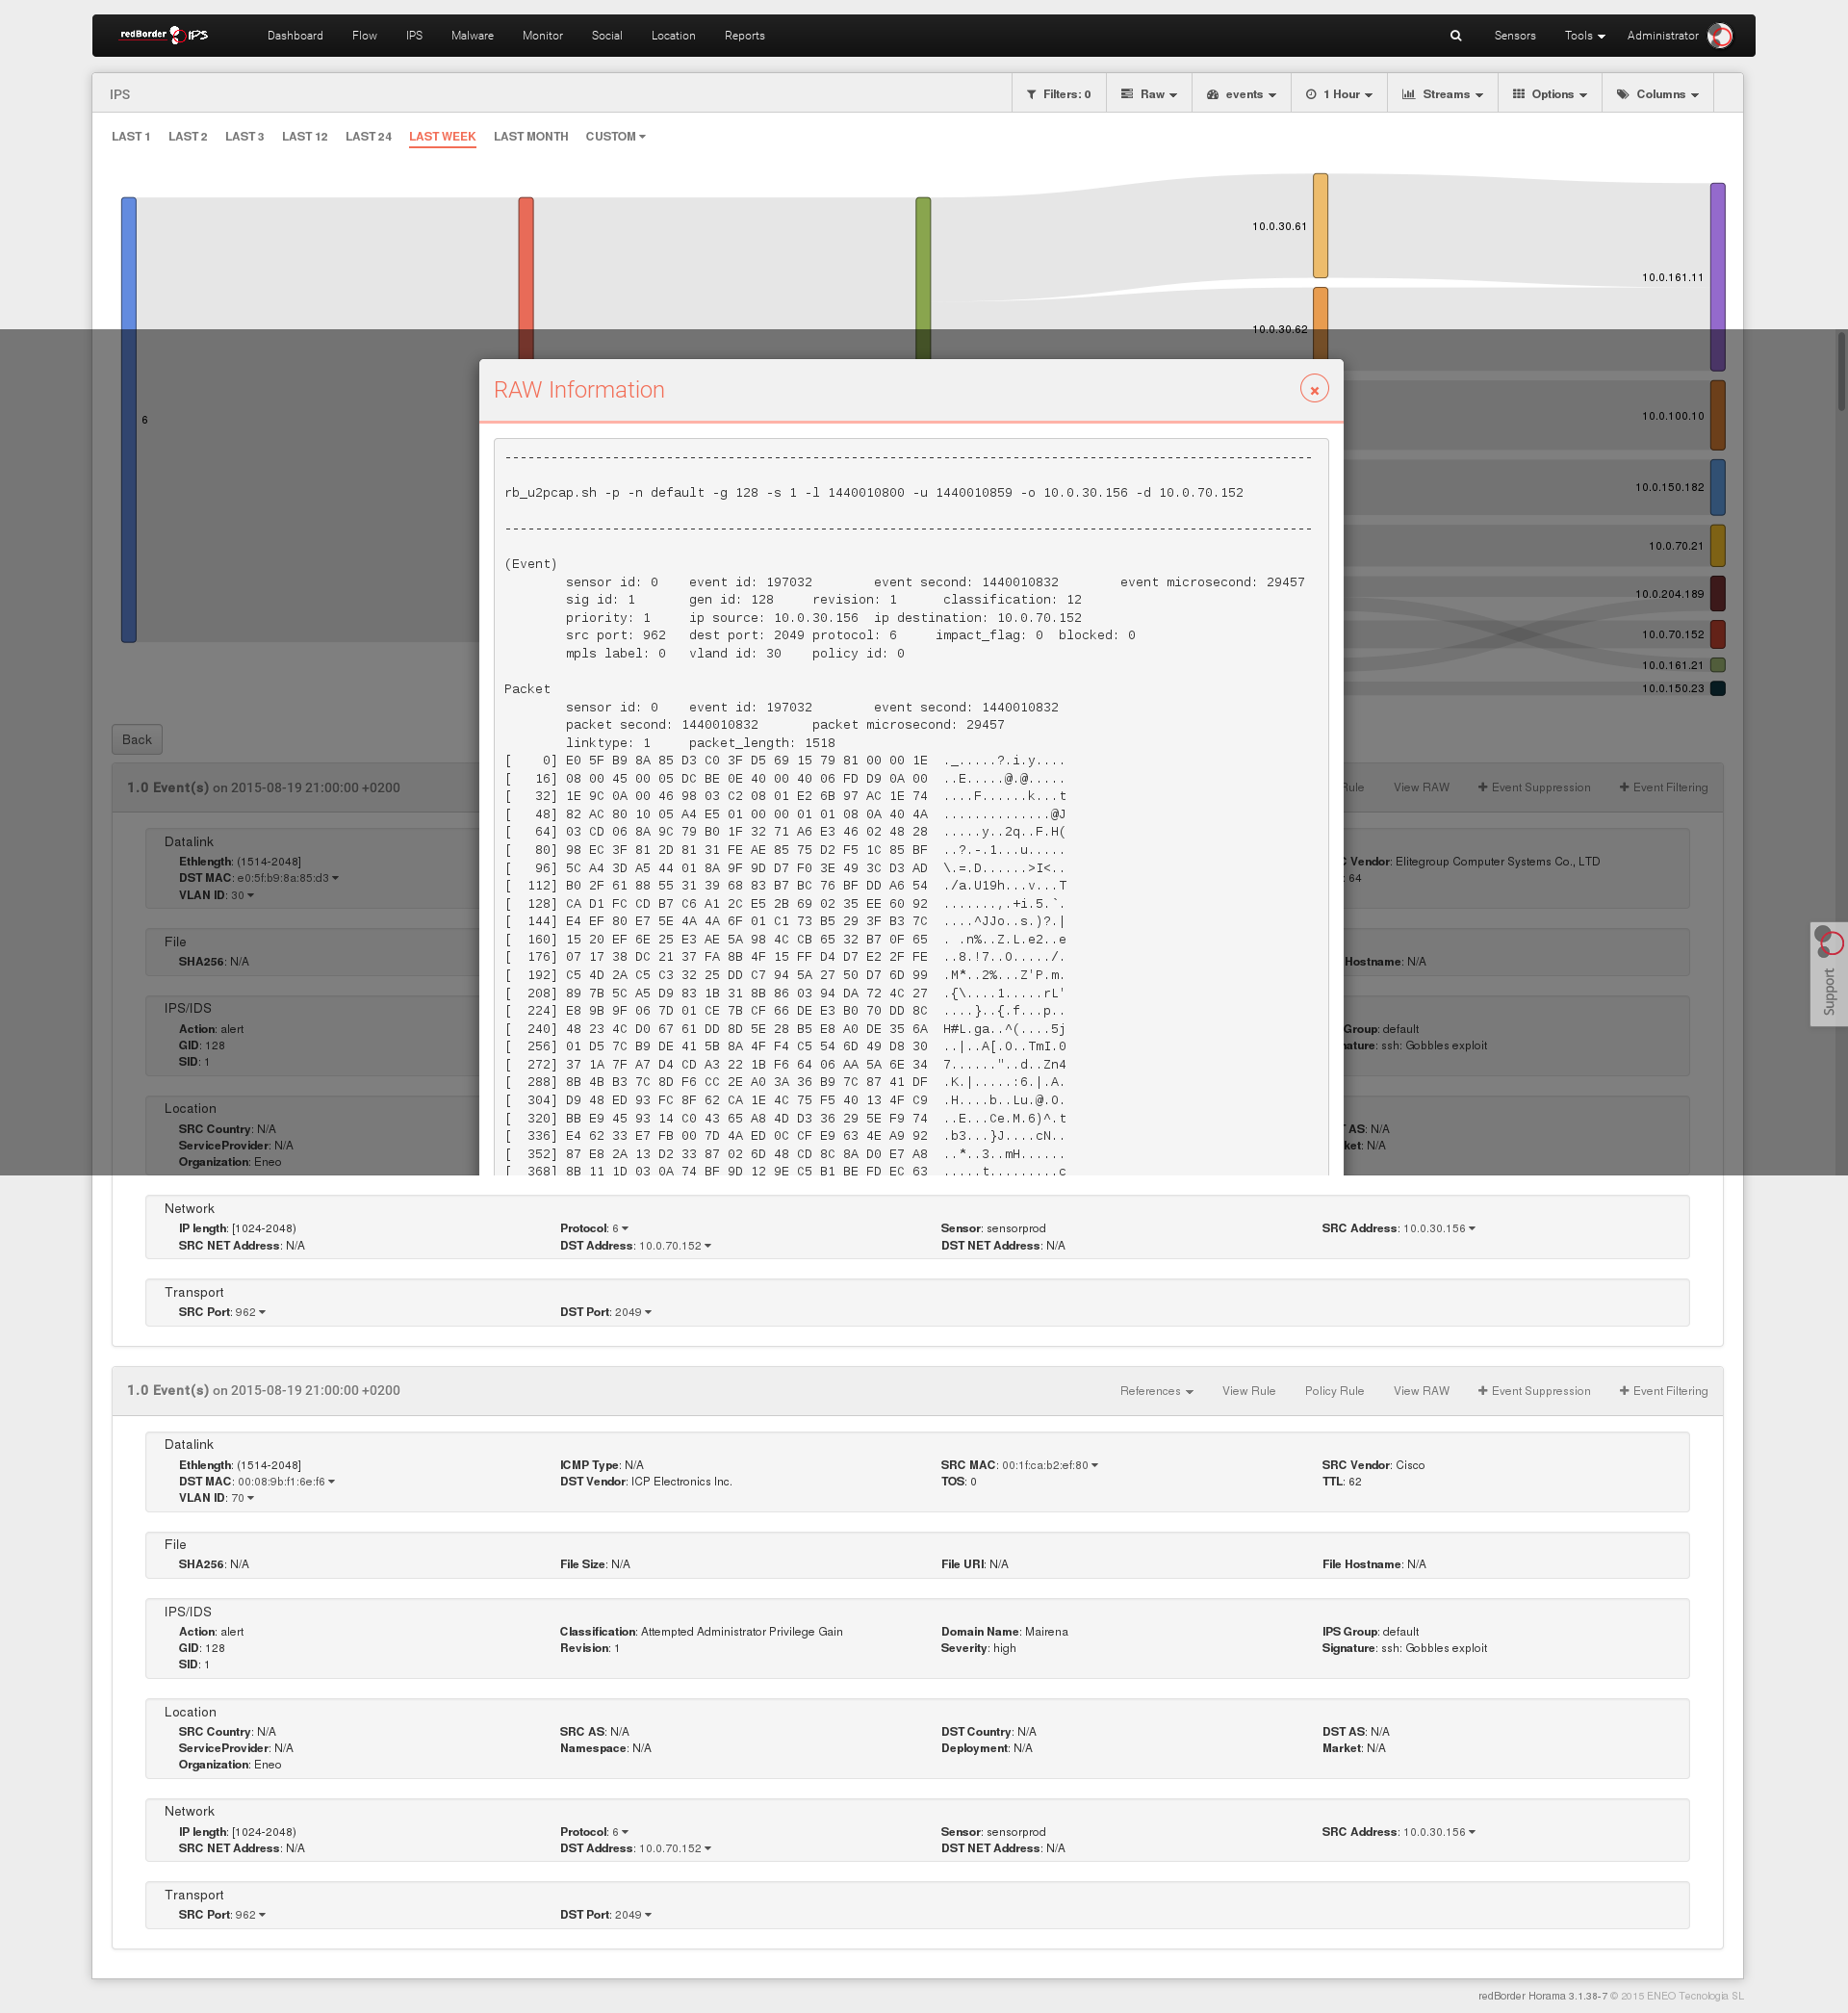 redBorder IPS Dashboard Flow IPS Malware Monitor Social Location Reports Sensors Tools Administrator
IPS Filters: 0 Raw events 1 Hour Streams Options Columns
LAST 1 LAST 2 LAST 3 LAST 12 LAST 24 LAST WEEK LAST MONTH CUSTOM
10.0.30.61
10.0.161.11
10.0.30.62
6
10.0.100.10
10.0.150.182
10.0.70.21
10.0.204.189
10.0.70.152
10.0.161.21
10.0.150.23
RAW Information
---------------------------------------------------------------------------------------------------------
rb_u2pcap.sh -p -n default -g 128 -s 1 -l 1440010800 -u 1440010859 -o 10.0.30.156 -d 10.0.70.152
---------------------------------------------------------------------------------------------------------
(Event)
sensor id: 0 event id: 197032 event second: 1440010832 event microsecond: 29457
sig id: 1 gen id: 128 revision: 1 classification: 12
priority: 1 ip source: 10.0.30.156 ip destination: 10.0.70.152
src port: 962 dest port: 2049 protocol: 6 impact_flag: 0 blocked: 0
mpls label: 0 vland id: 30 policy id: 0
Packet
sensor id: 0 event id: 197032 event second: 1440010832
packet second: 1440010832 packet microsecond: 29457
linktype: 1 packet_length: 1518
[ 0] E0 5F B9 8A 85 D3 C0 3F D5 69 15 79 81 00 00 1E ._.....?.i.y....
[ 16] 08 00 45 00 05 DC BE 0E 40 00 40 06 FD D9 0A 00 ..E.....@.@.....
[ 32] 1E 9C 0A 00 46 98 03 C2 08 01 E2 6B 97 AC 1E 74 ....F......k...t
[ 48] 82 AC 80 10 05 A4 E5 01 00 00 01 01 08 0A 40 4A ..............@J
[ 64] 03 CD 06 8A 9C 79 B0 1F 32 71 A6 E3 46 02 48 28 .....y..2q..F.H(
[ 80] 98 EC 3F 81 2D 81 31 FE AE 85 75 D2 F5 1C 85 BF ..?.-.1...u.....
[ 96] 5C A4 3D A5 44 01 8A 9F 9D D7 F0 3E 49 3C D3 AD \.=.D......>I<..
[ 112] B0 2F 61 88 55 31 39 68 83 B7 BC 76 BF DD A6 54 ./a.U19h...v...T
[ 128] CA D1 FC CD B7 C6 A1 2C E5 2B 69 02 35 EE 60 92 .......,.+i.5.`.
[ 144] E4 EF 80 E7 5E 4A 4A 6F 01 C1 73 B5 29 3F B3 7C ....^JJo..s.)?.|
[ 160] 15 20 EF 6E 25 E3 AE 5A 98 4C CB 65 32 B7 0F 65 . .n%..Z.L.e2..e
[ 176] 07 17 38 DC 21 37 FA 8B 4F 15 FF D4 D7 E2 2F FE ..8.!7..O...../.
[ 192] C5 4D 2A C5 C3 32 25 DD C7 94 5A 27 50 D7 6D 99 .M*..2%...Z'P.m.
[ 208] 89 7B 5C A5 D9 83 1B 31 8B 86 03 94 DA 72 4C 27 .{\....1.....rL'
[ 224] E8 9B 9F 06 7D 01 CE 7B CF 66 DE E3 B0 70 DD 8C ....}..{.f...p..
[ 240] 48 23 4C D0 67 61 DD 8D 5E 28 B5 E8 A0 DE 35 6A H#L.ga..^(....5j
[ 256] 01 D5 7C B9 DE 41 5B 8A 4F F4 C5 54 6D 49 D8 30 ..|..A[.O..TmI.0
[ 272] 37 1A 7F A7 D4 CD A3 22 1B F6 64 06 AA 5A 6E 34 7......"..d..Zn4
[ 288] 8B 4B B3 7C 8D F6 CC 2E A0 3A 36 B9 7C 87 41 DF .K.|.....:6.|.A.
[ 304] D9 48 ED 93 FC 8F 62 CA 1E 4C 75 F5 40 13 4F C9 .H....b..Lu.@.O.
[ 320] BB E9 45 93 14 C0 43 65 A8 4D D3 36 29 5E F9 74 ..E...Ce.M.6)^.t
[ 336] E4 62 33 E7 FB 00 7D 4A ED 0C CF E9 63 4E A9 92 .b3...}J....cN..
[ 352] 87 E8 2A 13 D2 33 87 02 6D 48 CD 8C 8A D0 E7 A8 ..*..3..mH......
[ 368] 8B 11 1D 03 0A 74 BF 9D 12 9E C5 B1 BE FD EC 63 .....t.........c
Back
1.0 Event(s) on 2015-08-19 21:00:00 +0200 Rule View RAW Event Suppression Event Filtering
Datalink
Ethlength: (1514-2048] Vendor: Elitegroup Computer Systems Co., LTD
DST MAC: e0:5f:b9:8a:85:d3 : 64
VLAN ID: 30
File
SHA256: N/A Hostname: N/A
IPS/IDS
Action: alert Group: default
GID: 128 nature: ssh: Gobbles exploit
SID: 1
Location
SRC Country: N/A AS: N/A
ServiceProvider: N/A ket: N/A
Organization: Eneo
Support
Network
IP length: [1024-2048) Protocol: 6 Sensor: sensorprod SRC Address: 10.0.30.156
SRC NET Address: N/A DST Address: 10.0.70.152 DST NET Address: N/A
Transport
SRC Port: 962 DST Port: 2049
1.0 Event(s) on 2015-08-19 21:00:00 +0200 References View Rule Policy Rule View RAW Event Suppression Event Filtering
Datalink
Ethlength: (1514-2048] ICMP Type: N/A SRC MAC: 00:1f:ca:b2:ef:80 SRC Vendor: Cisco
DST MAC: 00:08:9b:f1:6e:f6 DST Vendor: ICP Electronics Inc. TOS: 0 TTL: 62
VLAN ID: 70
File
SHA256: N/A File Size: N/A File URI: N/A File Hostname: N/A
IPS/IDS
Action: alert Classification: Attempted Administrator Privilege Gain Domain Name: Mairena IPS Group: default
GID: 128 Revision: 1 Severity: high Signature: ssh: Gobbles exploit
SID: 1
Location
SRC Country: N/A SRC AS: N/A DST Country: N/A DST AS: N/A
ServiceProvider: N/A Namespace: N/A Deployment: N/A Market: N/A
Organization: Eneo
Network
IP length: [1024-2048) Protocol: 6 Sensor: sensorprod SRC Address: 10.0.30.156
SRC NET Address: N/A DST Address: 10.0.70.152 DST NET Address: N/A
Transport
SRC Port: 962 DST Port: 2049
redBorder Horama 3.1.38-7 © 2015 ENEO Tecnologia SL